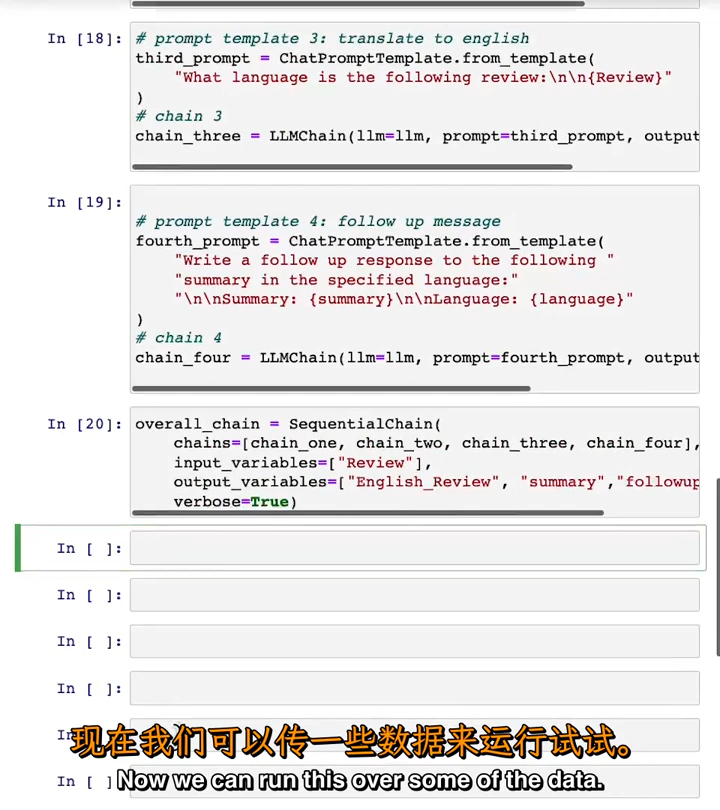 In [18]: # prompt template 3: translate to english
third_prompt = ChatPromptTemplate.from_template(
    "What language is the following review:\n\n{Review}"
)
# chain 3
chain_three = LLMChain(llm=llm, prompt=third_prompt, output
In [19]:
# prompt template 4: follow up message
fourth_prompt = ChatPromptTemplate.from_template(
    "Write a follow up response to the following "
    "summary in the specified language:"
    "\n\nSummary: {summary}\n\nLanguage: {language}"
)
# chain 4
chain_four = LLMChain(llm=llm, prompt=fourth_prompt, output
In [20]: overall_chain = SequentialChain(
    chains=[chain_one, chain_two, chain_three, chain_four],
    input_variables=["Review"],
    output_variables=["English_Review", "summary","followup
    verbose=True)
In [ ]:
In [ ]:
In [ ]:
In [ ]:
In
现在我们可以传一些数据来运行试试。
In [ ]
Now we can run this over some of the data.